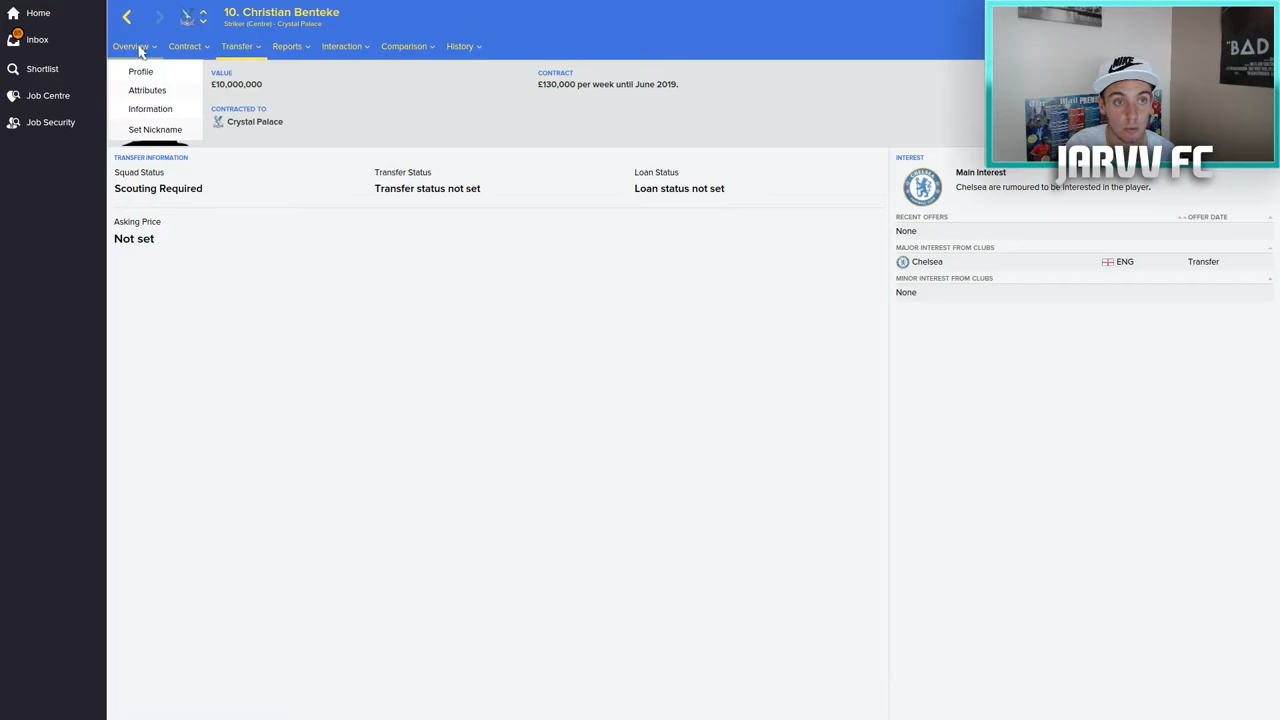 Home
Inbox
Shortlist
Job Centre
Job Security
10. Christian Benteke
Striker (Centre) - Crystal Palace
Overview
Contract
Transfer
Reports
Interaction
Comparison
History
Profile
Attributes
Information
Set Nickname
VALUE
£10,000,000
CONTRACT
£130,000 per week until June 2019.
CONTRACTED TO
Crystal Palace
TRANSFER INFORMATION
Squad Status
Scouting Required
Transfer Status
Transfer status not set
Loan Status
Loan status not set
Asking Price
Not set
INTEREST
Main Interest
Chelsea are rumoured to be interested in the player.
RECENT OFFERS
OFFER DATE
None
MAJOR INTEREST FROM CLUBS
Chelsea
ENG
Transfer
MINOR INTEREST FROM CLUBS
None
NIKE
BAD
JARVV FC